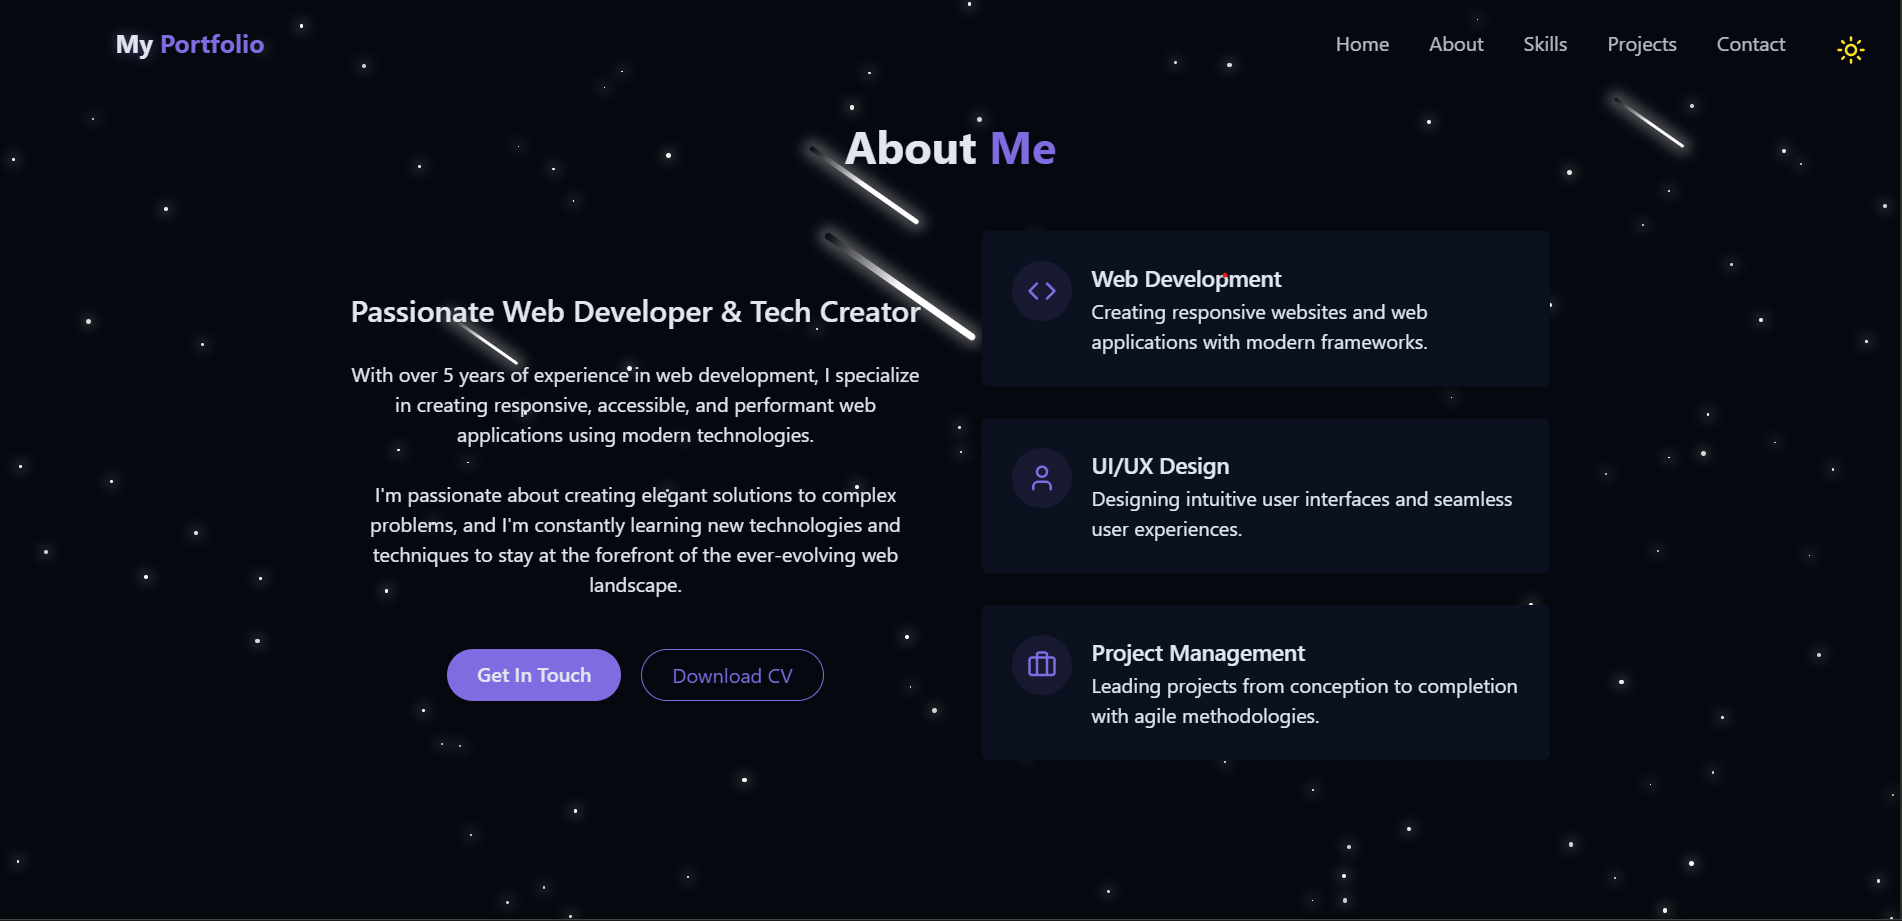 My Portfolio
Home
About
Skills
Projects
Contact
About Me
Passionate Web Developer & Tech Creator
With over 5 years of experience in web development, I specialize
in creating responsive, accessible, and performant web
applications using modern technologies.
I'm passionate about creating elegant solutions to complex
problems, and I'm constantly learning new technologies and
techniques to stay at the forefront of the ever-evolving web
landscape.
Get In Touch
Download CV
Web Development
Creating responsive websites and web
applications with modern frameworks.
UI/UX Design
Designing intuitive user interfaces and seamless
user experiences.
Project Management
Leading projects from conception to completion
with agile methodologies.